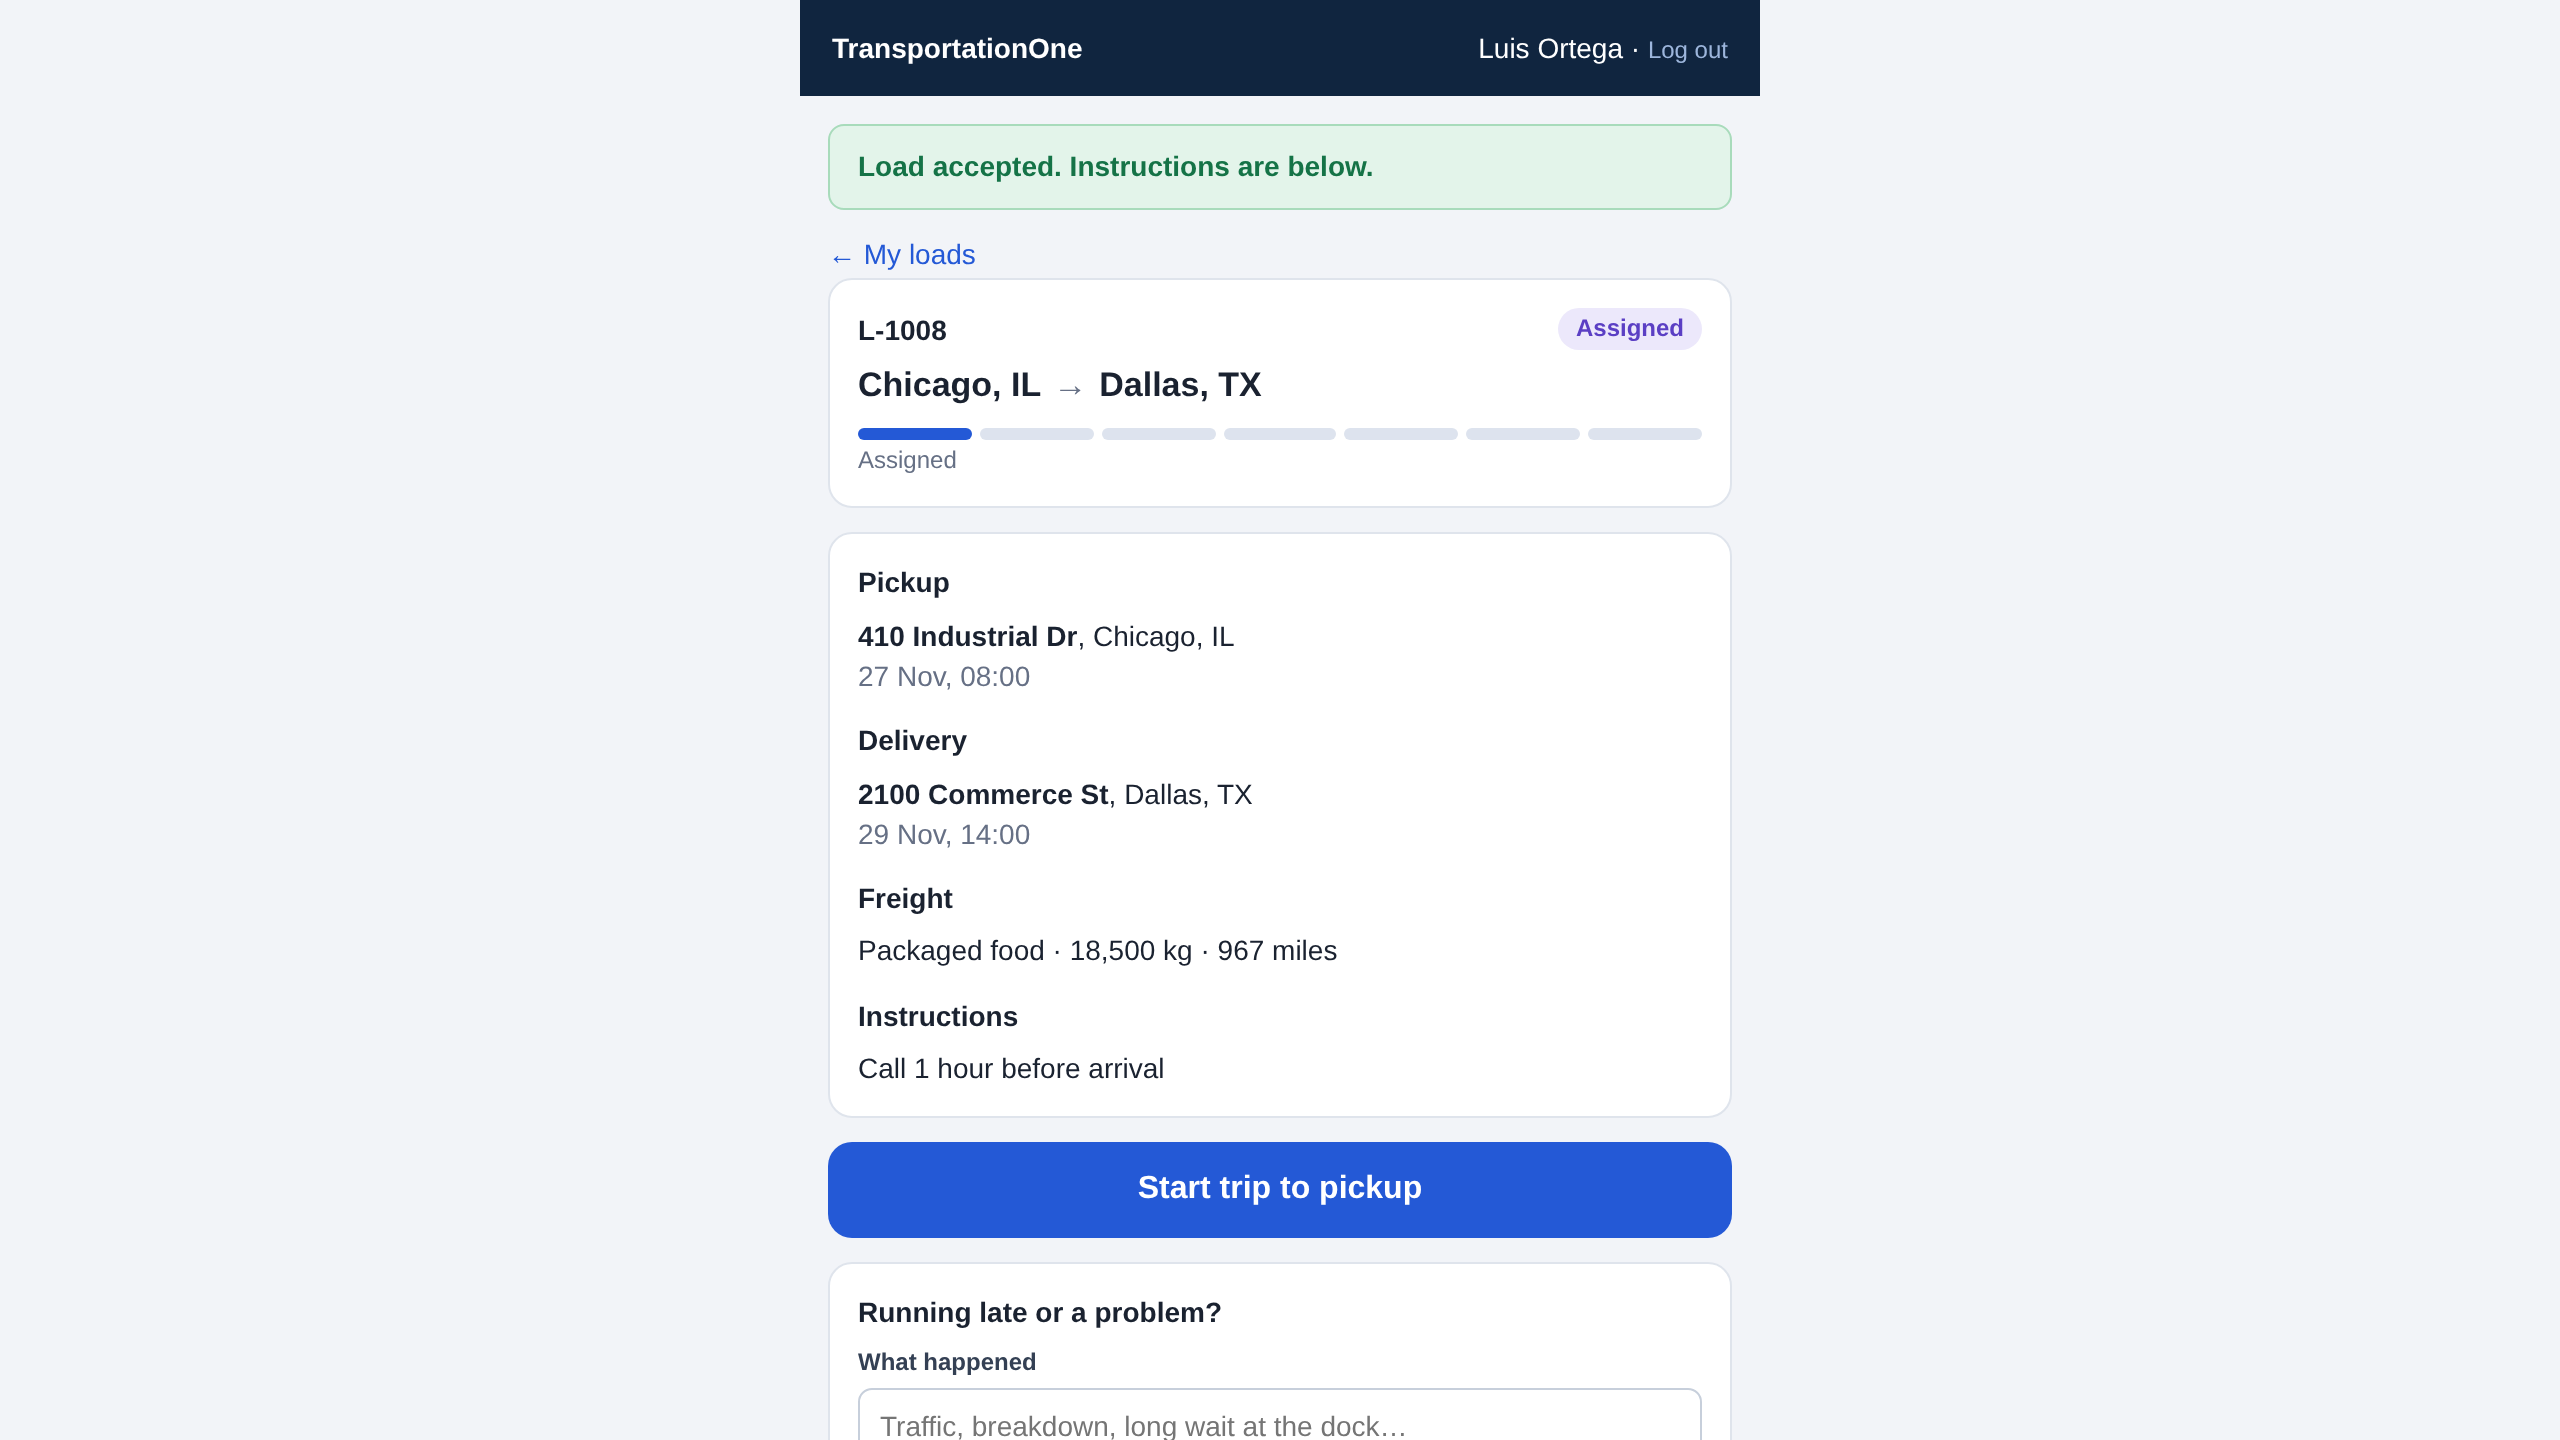 TransportationOne
Luis Ortega · Log out
Load accepted. Instructions are below.
← My loads
L-1008
Assigned
Chicago, IL → Dallas, TX
Assigned
Pickup
410 Industrial Dr, Chicago, IL
27 Nov, 08:00
Delivery
2100 Commerce St, Dallas, TX
29 Nov, 14:00
Freight
Packaged food · 18,500 kg · 967 miles
Instructions
Call 1 hour before arrival
Start trip to pickup
Running late or a problem?
What happened
Traffic, breakdown, long wait at the dock…